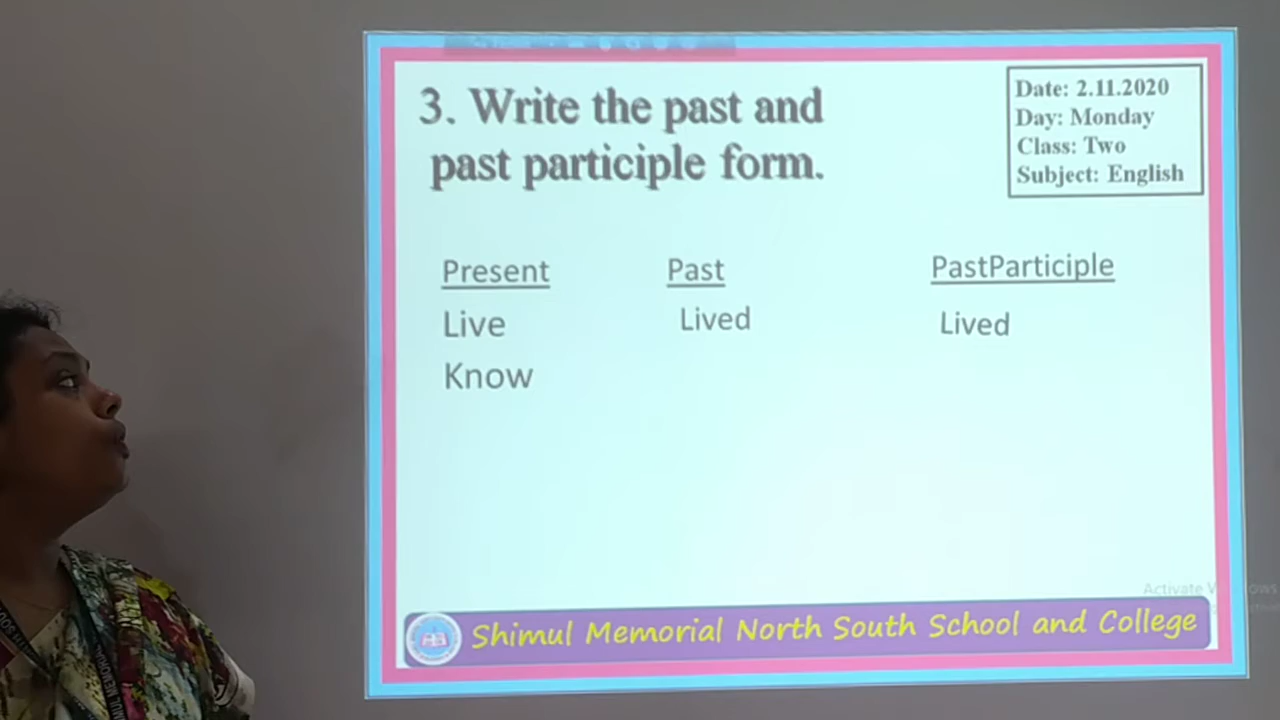 3. Write the past and
past participle form.
Date: 2.11.2020
Day: Monday
Class: Two
Subject: English
Present Past PastParticiple
Live Lived Lived
Know
Activate
Shimul Memorial North South School and College